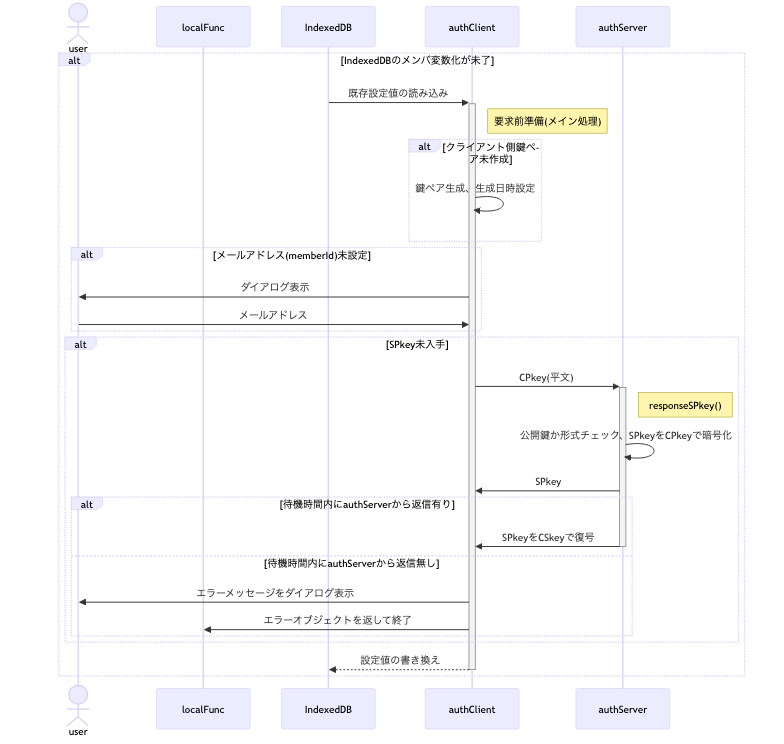 user
localFunc
IndexedDB
authClient
authServer
alt
[IndexedDBのメンバ変数化が未了]
既存設定値の読み込み
要求前準備(メイン処理)
alt
[クライアント側鍵ペ-
ア未作成]
鍵ペア生成、生成日時設定
alt
[メールアドレス(memberId)未設定]
ダイアログ表示
メールアドレス
alt
[SPkey未入手]
CPkey(平文)
responseSPkey()
公開鍵か形式チェック、SPkeyをCPkeyで暗号化
SPkey
alt
[待機時間内にauthServerから返信有り]
SPkeyをCSkeyで復号
[待機時間内にauthServerから返信無し]
エラーメッセージをダイアログ表示
エラーオブジェクトを返して終了
設定値の書き換え
user
localFunc
IndexedDB
authClient
authServer